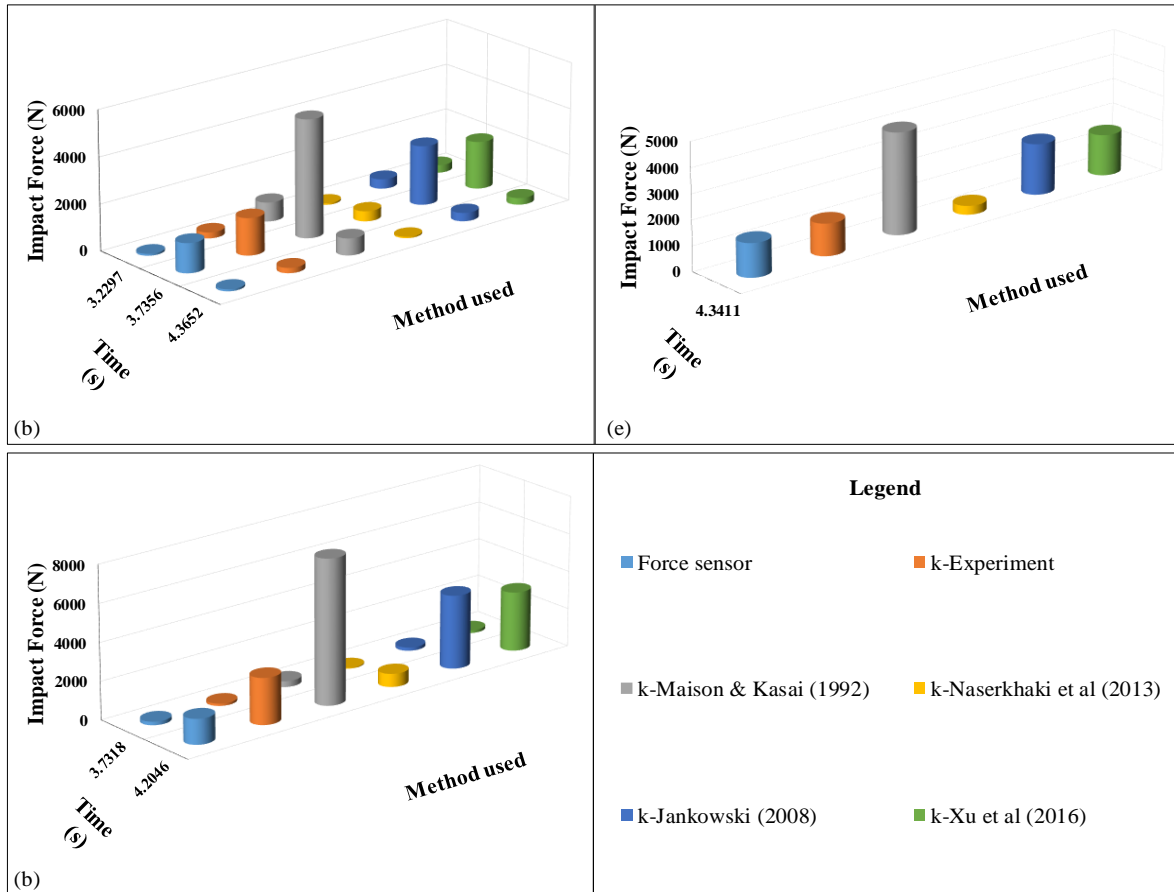 6000
4000
2000
0
Impact Force (N)
3.2297
3.7356
4.3652
Time
(s)
Method used
(b)
5000
4000
3000
2000
1000
0
Impact Force (N)
4.3411
Time
(s)
Method used
(e)
8000
6000
4000
2000
0
Impact Force (N)
3.7318
4.2046
Time
(s)
Method used
(b)
Legend
Force sensor
k-Experiment
k-Maison & Kasai (1992)
k-Naserkhaki et al (2013)
k-Jankowski (2008)
k-Xu et al (2016)